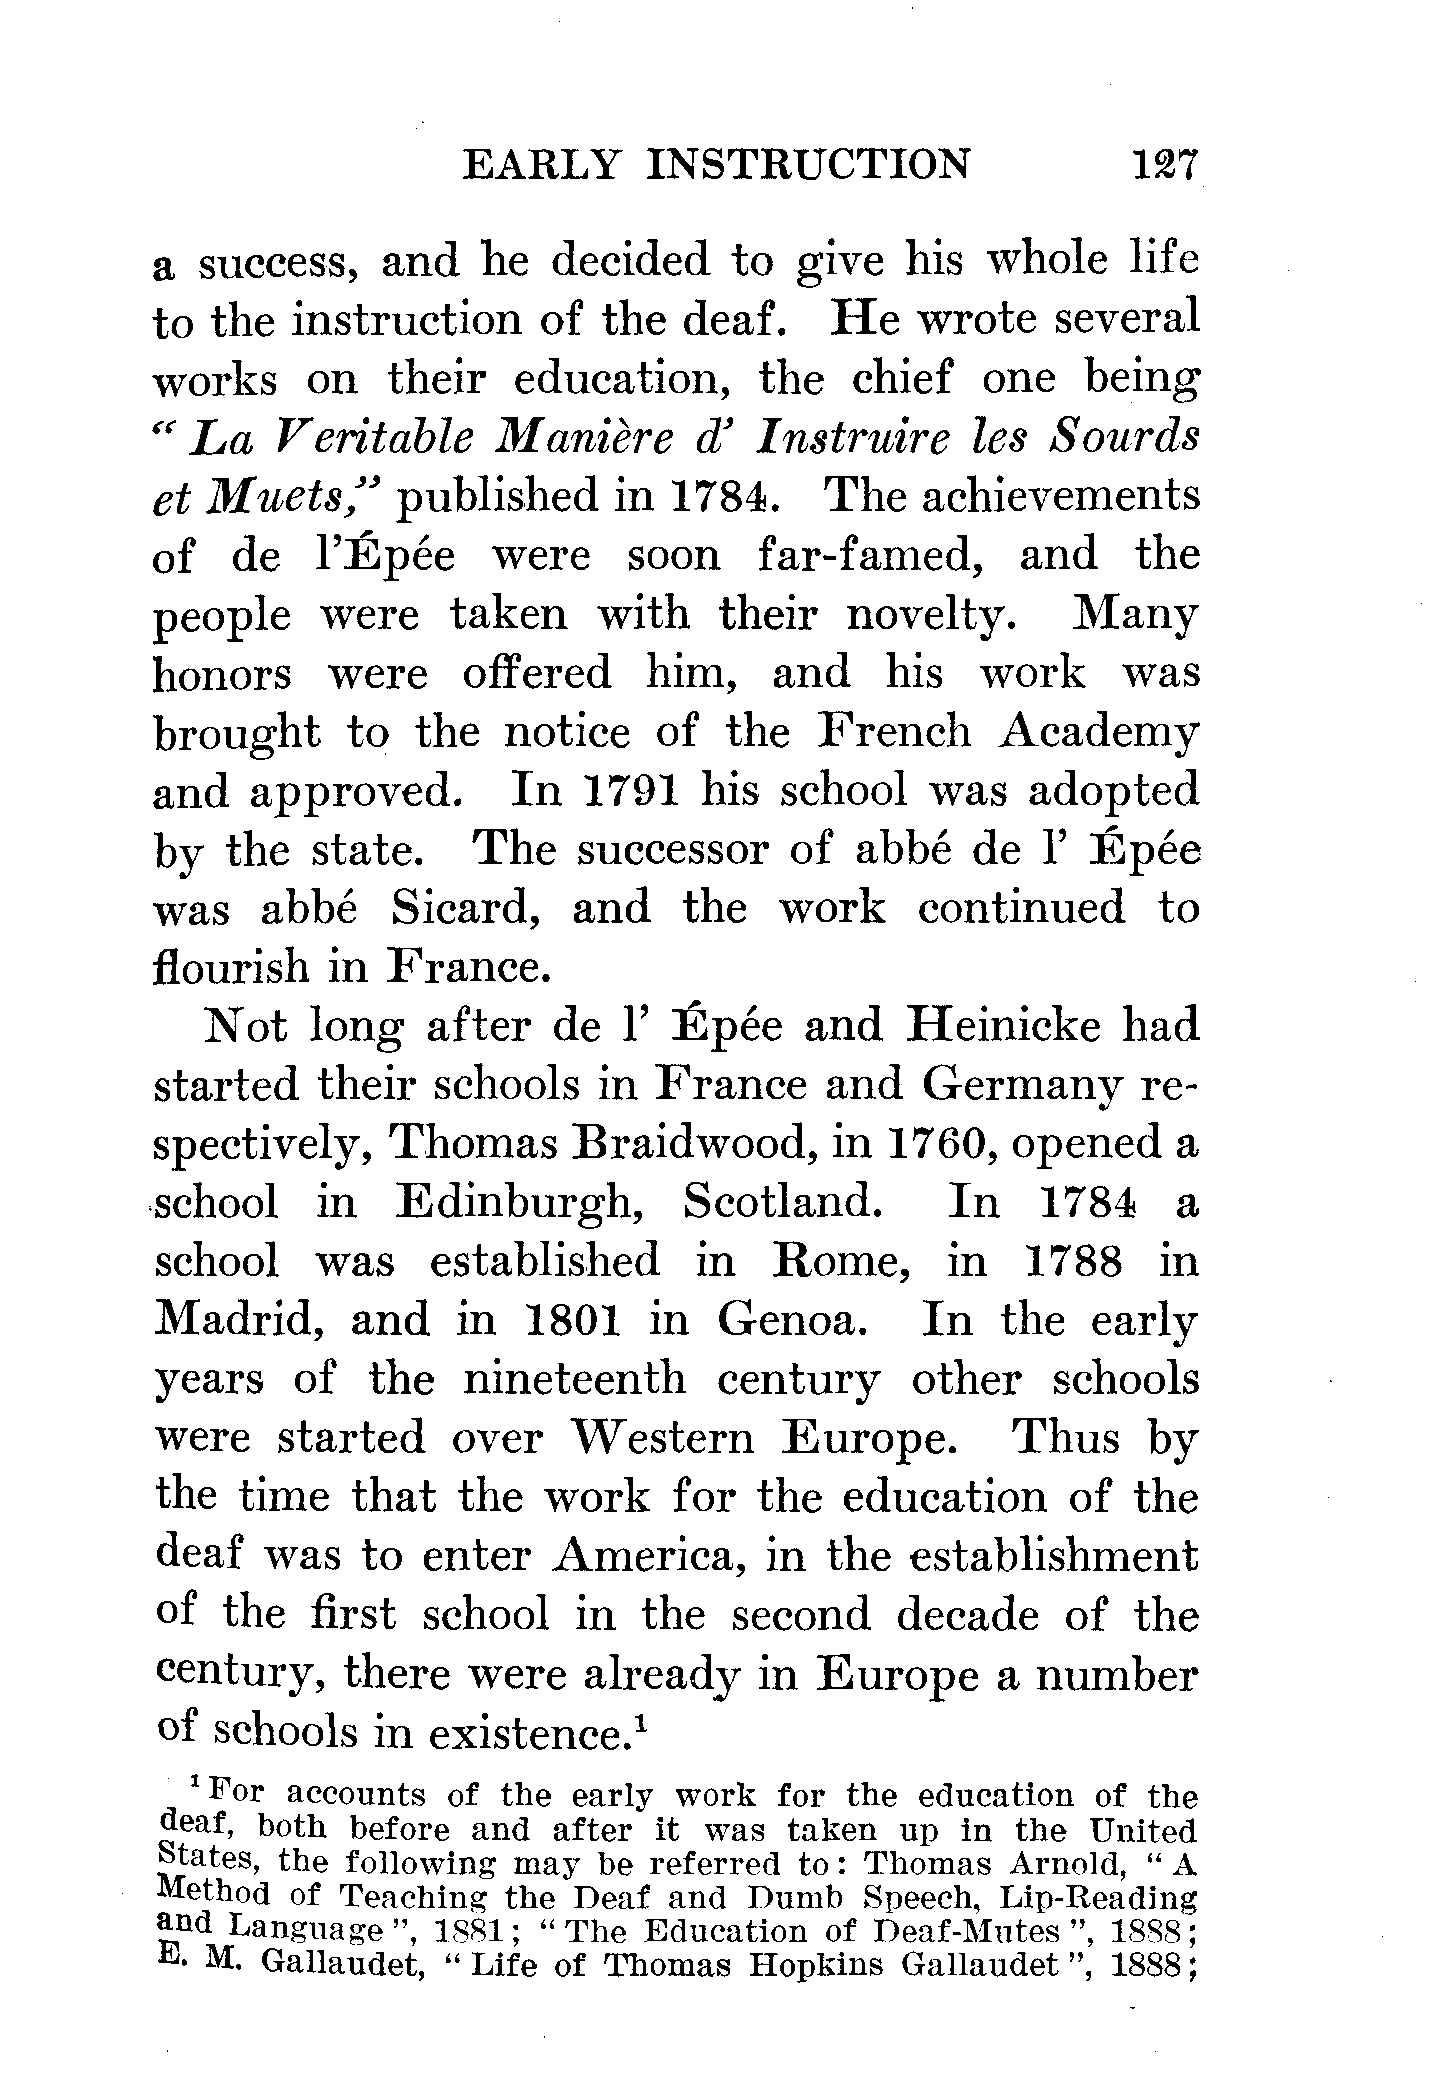 EARLY INSTRUCTION 127
a success, and he decided to give his whole life
to the instruction of the deaf. He wrote several
works on their education, the chief one being
“ La Veritable Manière d’ Instruire les Sourds
et Muets,” published in 1784. The achievements
of de l’Épée were soon far-famed, and the
people were taken with their novelty. Many
honors were offered him, and his work was
brought to the notice of the French Academy
and approved. In 1791 his school was adopted
by the state. The successor of abbé de l’ Épée
was abbé Sicard, and the work continued to
flourish in France.
Not long after de l’ Épée and Heinicke had
started their schools in France and Germany re-
spectively, Thomas Braidwood, in 1760, opened a
school in Edinburgh, Scotland. In 1784 a
school was established in Rome, in 1788 in
Madrid, and in 1801 in Genoa. In the early
years of the nineteenth century other schools
were started over Western Europe. Thus by
the time that the work for the education of the
deaf was to enter America, in the establishment
of the first school in the second decade of the
century, there were already in Europe a number
of schools in existence.¹
¹ For accounts of the early work for the education of the
deaf, both before and after it was taken up in the United
States, the following may be referred to: Thomas Arnold, “ A
Method of Teaching the Deaf and Dumb Speech, Lip-Reading
and Language ”, 1881; “ The Education of Deaf-Mutes ”, 1888;
E. M. Gallaudet, “ Life of Thomas Hopkins Gallaudet ”, 1888;